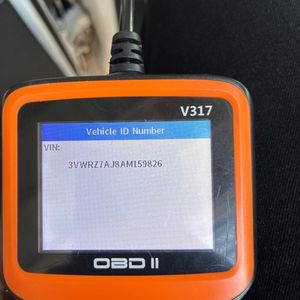 V317
Vehicle ID Number
VIN:
3VWRZ7AJ8AM159826
OBD II